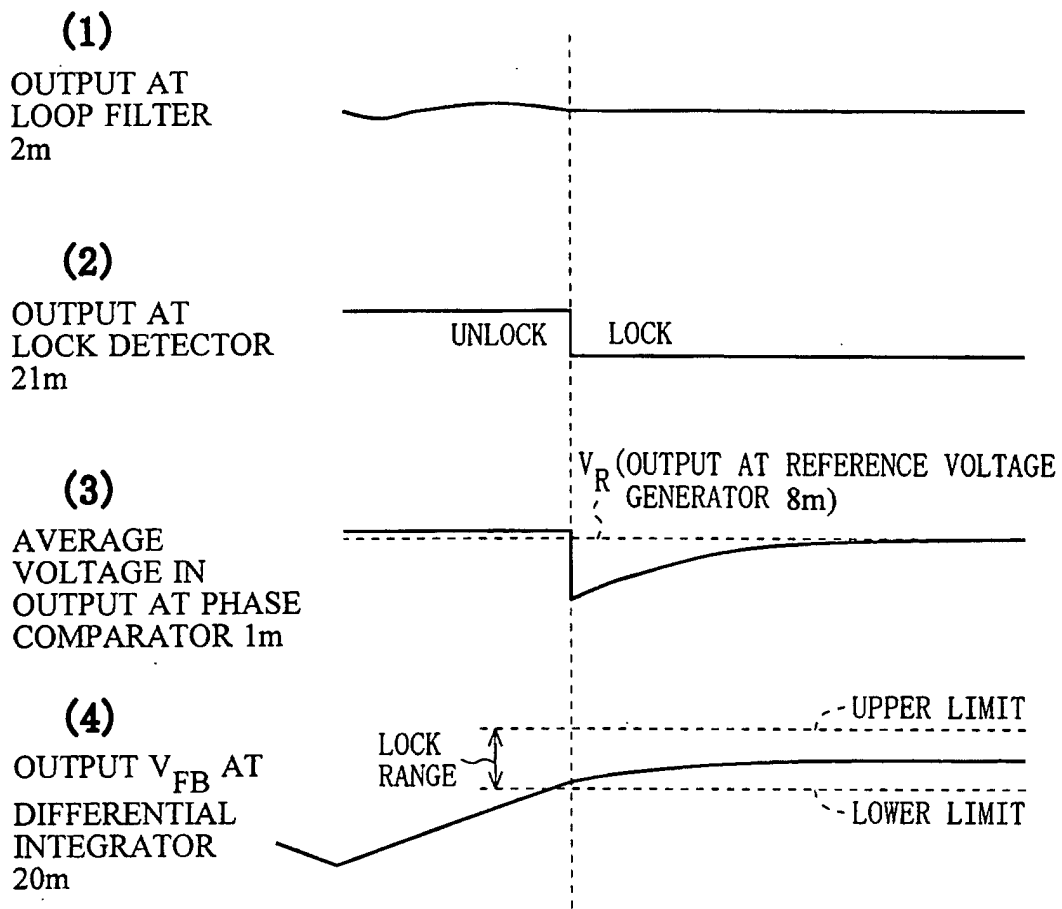 (1)
OUTPUT AT
LOOP FILTER
2m
(2)
OUTPUT AT
LOCK DETECTOR
21m
UNLOCK
LOCK
(3)
AVERAGE
VOLTAGE IN
OUTPUT AT PHASE
COMPARATOR 1m
VR (OUTPUT AT REFERENCE VOLTAGE
GENERATOR 8m)
(4)
OUTPUT VFB AT
DIFFERENTIAL
INTEGRATOR
20m
LOCK
RANGE
UPPER LIMIT
LOWER LIMIT